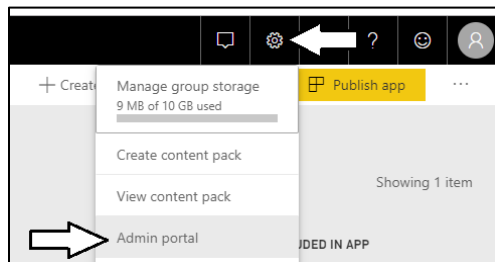 ?
+ Create
Manage group storage
9 MB of 10 GB used
Publish app
...
Create content pack
View content pack
Showing 1 item
Admin portal
UDED IN APP